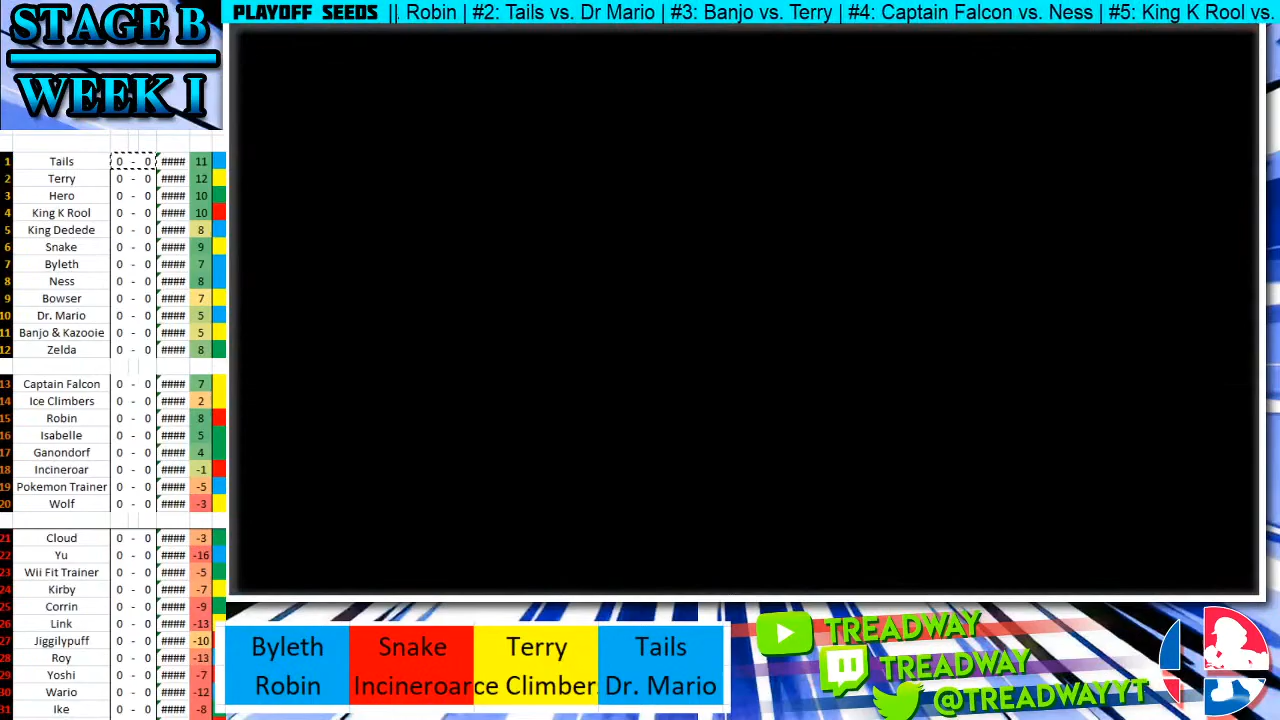 STAGE B
WEEK 1
PLAYOFF SEEDS || Robin | #2: Tails vs. Dr Mario | #3: Banjo vs. Terry | #4: Captain Falcon vs. Ness | #5: King K Rool vs.
1 Tails 0 - 0 #### 11
2 Terry 0 - 0 #### 12
3 Hero 0 - 0 #### 10
4 King K Rool 0 - 0 #### 10
5 King Dedede 0 - 0 #### 8
6 Snake 0 - 0 #### 9
7 Byleth 0 - 0 #### 7
8 Ness 0 - 0 #### 8
9 Bowser 0 - 0 #### 7
10 Dr. Mario 0 - 0 #### 5
11 Banjo & Kazooie 0 - 0 #### 5
12 Zelda 0 - 0 #### 8
13 Captain Falcon 0 - 0 #### 7
14 Ice Climbers 0 - 0 #### 2
15 Robin 0 - 0 #### 8
16 Isabelle 0 - 0 #### 5
17 Ganondorf 0 - 0 #### 4
18 Incineroar 0 - 0 #### -1
19 Pokemon Trainer 0 - 0 #### -5
20 Wolf 0 - 0 #### -3
21 Cloud 0 - 0 #### -3
22 Yu 0 - 0 #### -16
23 Wii Fit Trainer 0 - 0 #### -5
24 Kirby 0 - 0 #### -7
25 Corrin 0 - 0 #### -9
26 Link 0 - 0 #### -13
27 Jiggilypuff 0 - 0 #### -10
28 Roy 0 - 0 #### -13
29 Yoshi 0 - 0 #### -7
30 Wario 0 - 0 #### -12
31 Ike 0 - 0 #### -8
Byleth Snake Terry Tails
Robin Incineroar ce Climber Dr. Mario
TREADWAY
TREADWAY
@TREADWAYYT